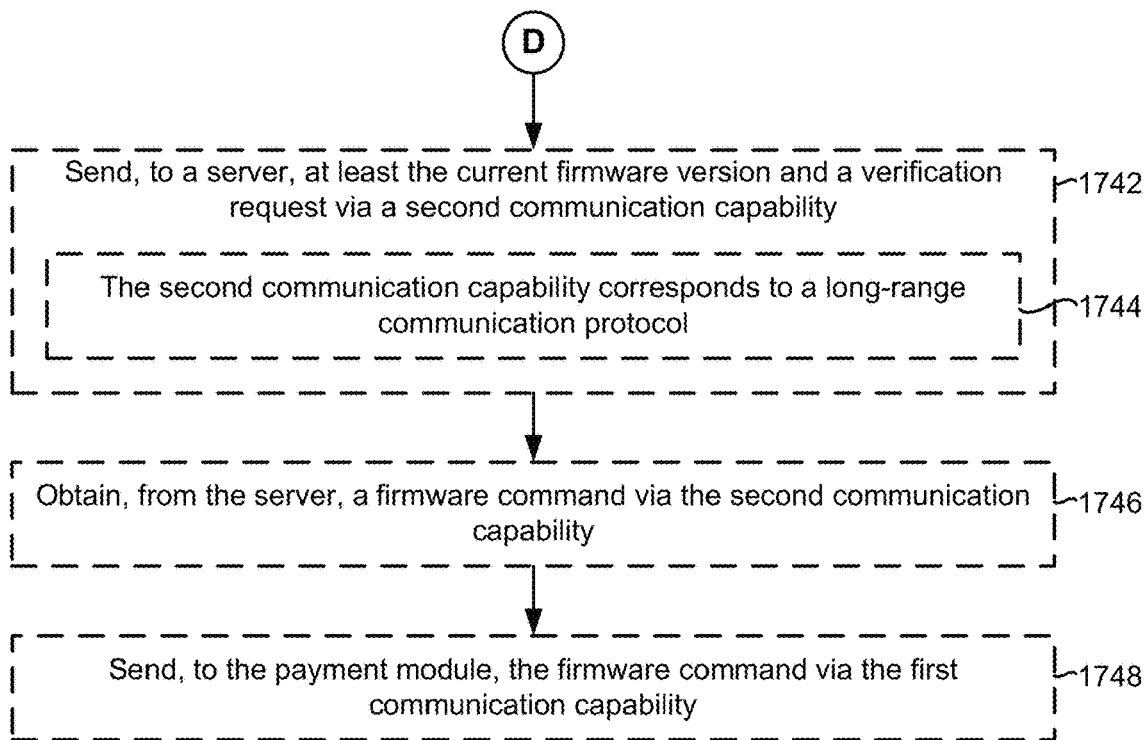 D
Send, to a server, at least the current firmware version and a verification
request via a second communication capability
1742
The second communication capability corresponds to a long-range
communication protocol
1744
Obtain, from the server, a firmware command via the second communication
capability
1746
Send, to the payment module, the firmware command via the first
communication capability
1748